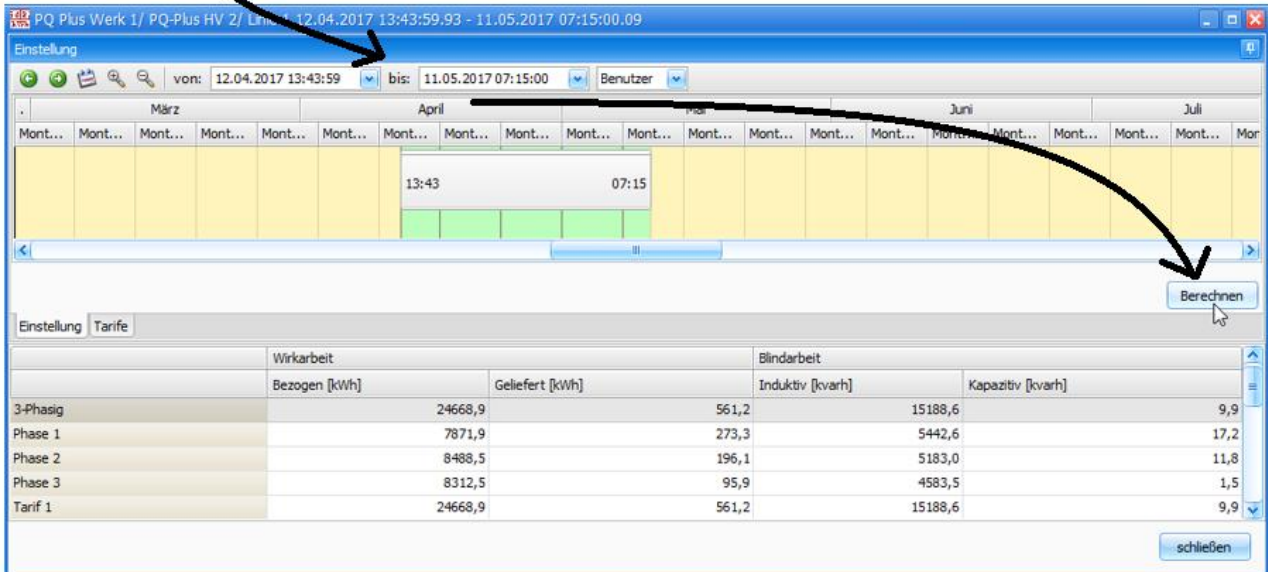 PQ Plus Werk 1/ PQ-Plus HV 2/ 12.04.2017 13:43:59.93 - 11.05.2017 07:15:00.09
Einstellung
von: 12.04.2017 13:43:59 bis: 11.05.2017 07:15:00 Benutzer
. März April Juni Juli
Mont... Mont... Mont... Mont... Mont... Mont... Mont... Mont... Mont... Mont... Mont... Mont... Mont... Mont... Mont... Mont... Mont... Mont... Mont... Mont... Mor
13:43 07:15
Berechnen
Einstellung Tarife
Wirkarbeit Blindarbeit
Bezogen [kWh] Geliefert [kWh] Induktiv [kvarh] Kapazitiv [kvarh]
3-Phasig 24668,9 561,2 15188,6 9,9
Phase 1 7871,9 273,3 5442,6 17,2
Phase 2 8488,5 196,1 5183,0 11,8
Phase 3 8312,5 95,9 4583,5 1,5
Tarif 1 24668,9 561,2 15188,6 9,9
schließen